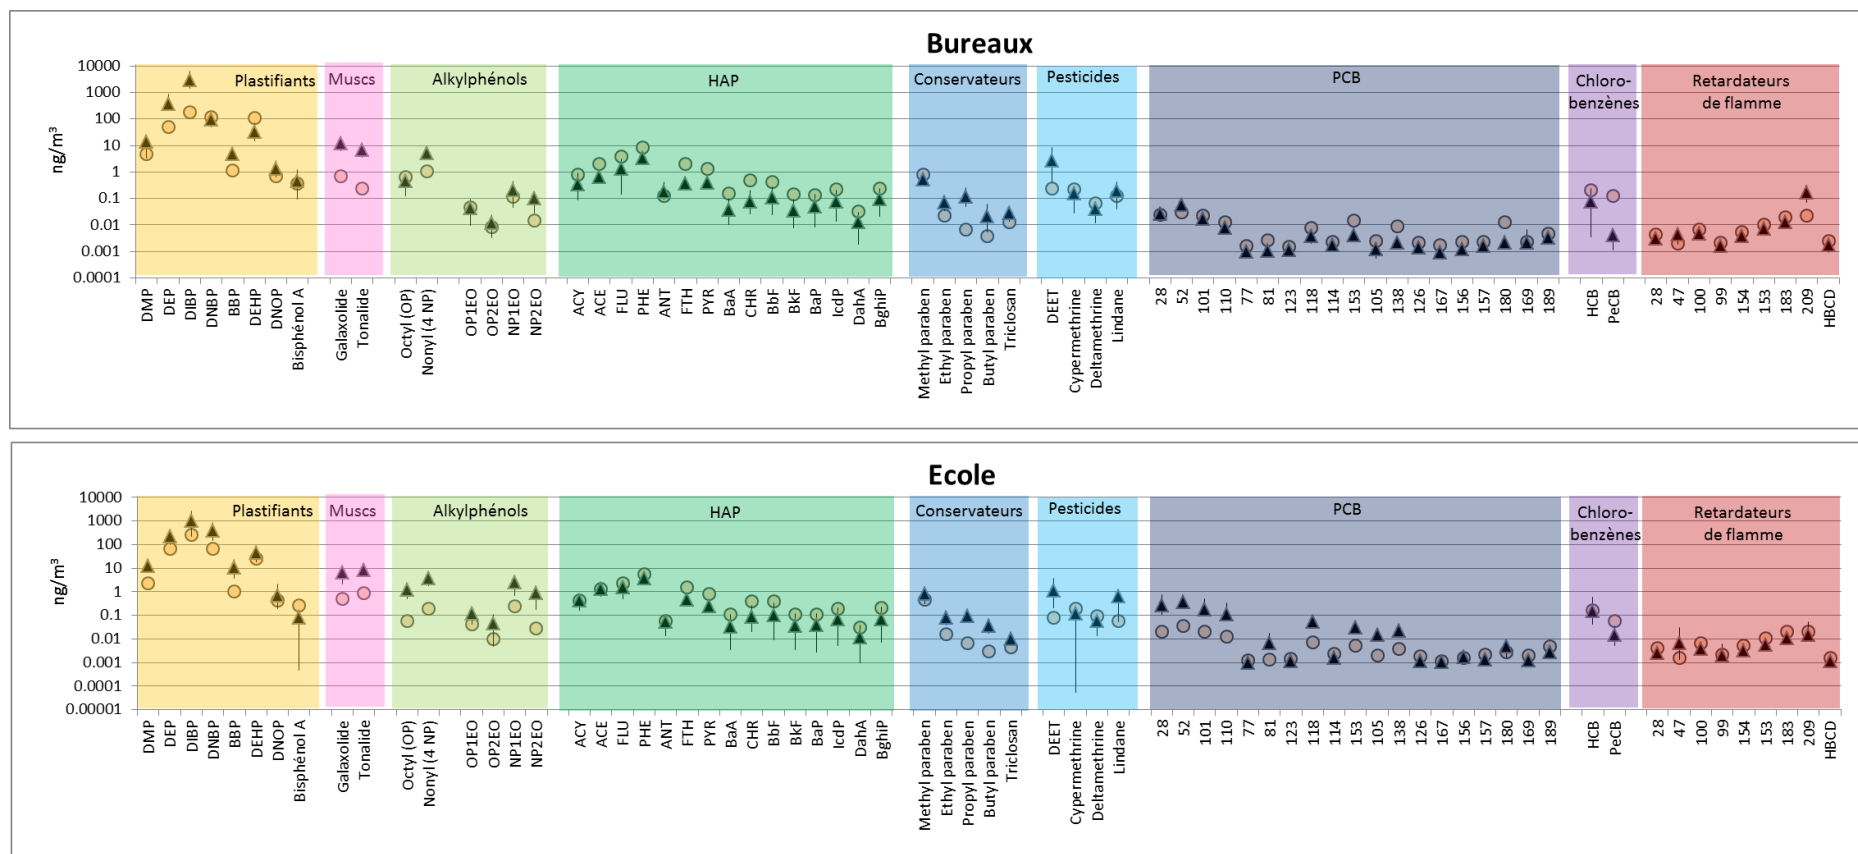 Bureaux
ng/m³
10000
1000
100
10
1
0.1
0.01
0.001
0.0001
Plastifiants
Muscs
Alkylphénols
HAP
Conservateurs
Pesticides
PCB
Chloro-
benzènes
Retardateurs
de flamme
DMP
DEP
DIBP
DNBP
BBP
DEHP
DNOP
Bisphénol A
Galaxolide
Tonalide
Octyl (OP)
Nonyl (4 NP)
OP1EO
OP2EO
NP1EO
NP2EO
ACY
ACE
FLU
PHE
ANT
FTH
PYR
BaA
CHR
BbF
BkF
BaP
IcdP
DahA
BghiP
Methyl paraben
Ethyl paraben
Propyl paraben
Butyl paraben
Triclosan
DEET
Cypermethrine
Deltamethrine
Lindane
28
52
101
110
77
81
123
118
114
153
105
138
126
167
156
157
180
169
189
HCB
PeCB
28
47
100
99
154
153
183
209
HBCD
Ecole
ng/m³
10000
1000
100
10
1
0.1
0.01
0.001
0.0001
0.00001
Plastifiants
Muscs
Alkylphénols
HAP
Conservateurs
Pesticides
PCB
Chloro-
benzènes
Retardateurs
de flamme
DMP
DEP
DIBP
DNBP
BBP
DEHP
DNOP
Bisphénol A
Galaxolide
Tonalide
Octyl (OP)
Nonyl (4 NP)
OP1EO
OP2EO
NP1EO
NP2EO
ACY
ACE
FLU
PHE
ANT
FTH
PYR
BaA
CHR
BbF
BkF
BaP
IcdP
DahA
BghiP
Methyl paraben
Ethyl paraben
Propyl paraben
Butyl paraben
Triclosan
DEET
Cypermethrine
Deltamethrine
Lindane
28
52
101
110
77
81
123
118
114
153
105
138
126
167
156
157
180
169
189
HCB
PeCB
28
47
100
99
154
153
183
209
HBCD